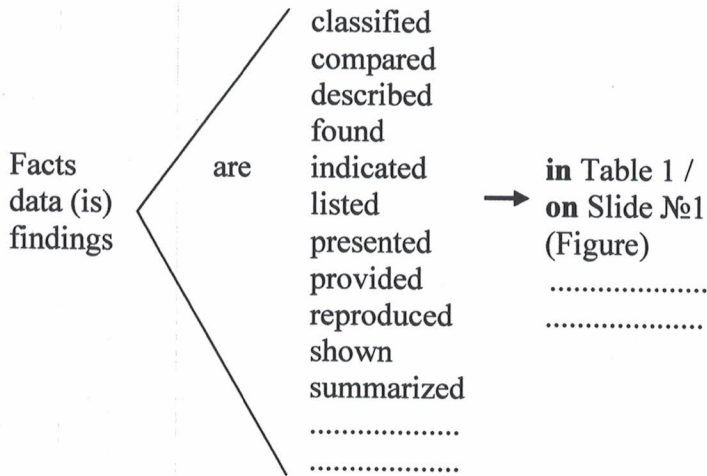 Facts
data (is)
findings
are
classified
compared
described
found
indicated
listed
presented
provided
reproduced
shown
summarized
...................
...................
in Table 1 /
on Slide №1
(Figure)
....................
....................